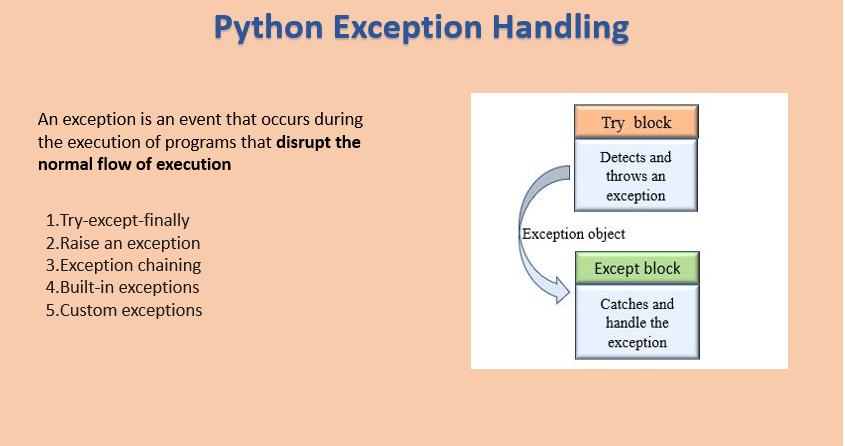 Python Exception Handling
An exception is an event that occurs during
the execution of programs that disrupt the
normal flow of execution
1.Try-except-finally
2.Raise an exception
3.Exception chaining
4.Built-in exceptions
5.Custom exceptions
Try block
Detects and
throws an
exception
Exception object
Except block
Catches and
handle the
exception